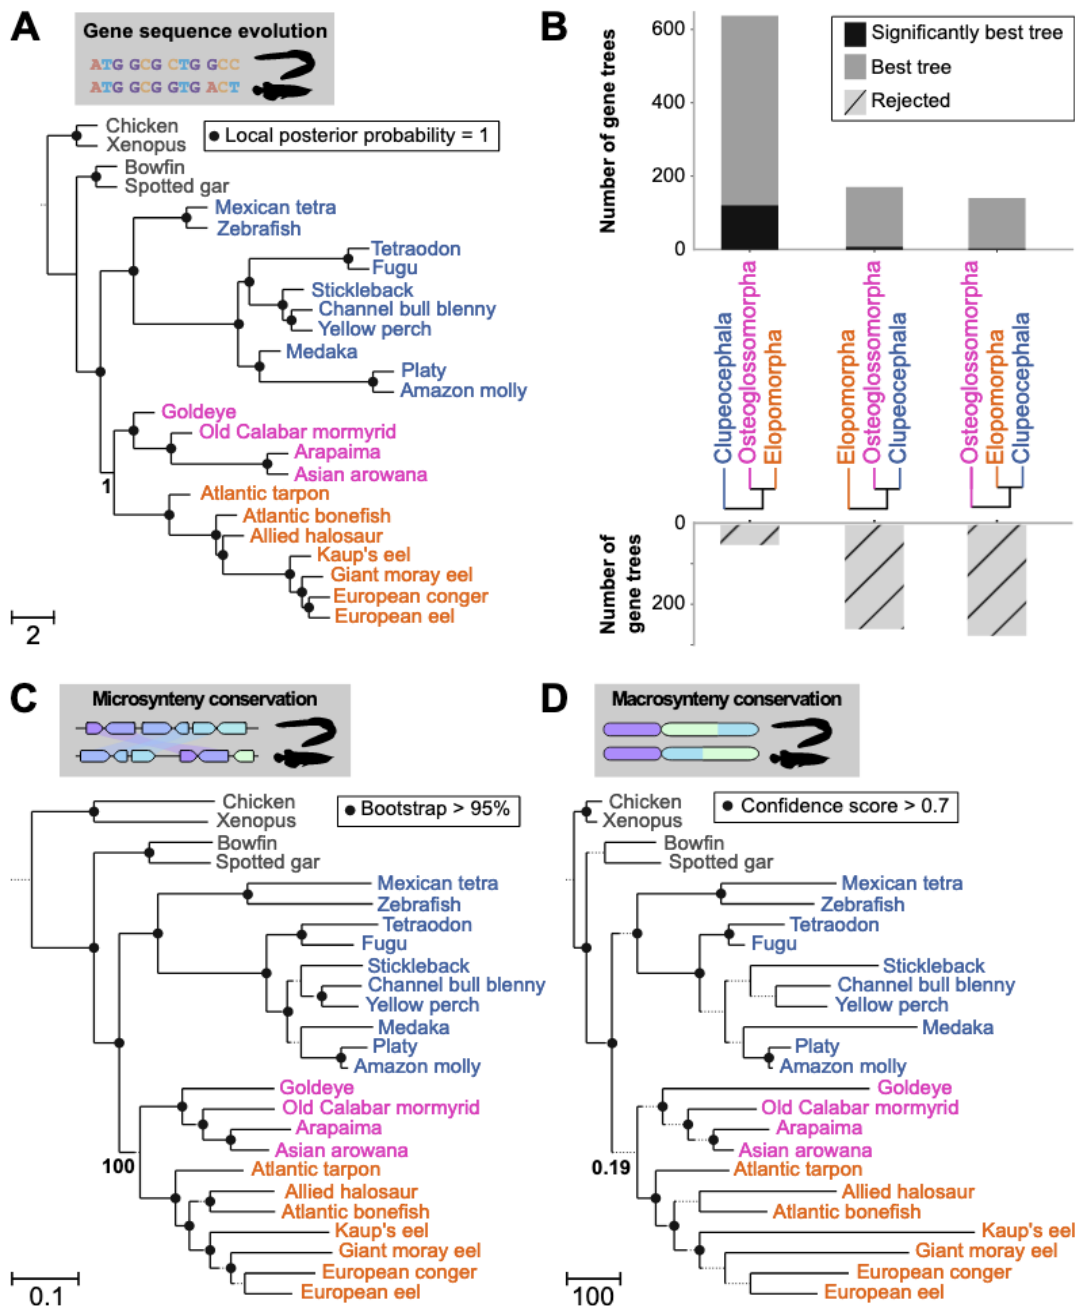 A
Gene sequence evolution
ATG GCG CTG GCC
ATG GCG GTG ACT
Local posterior probability = 1
Chicken
Xenopus
Bowfin
Spotted gar
Mexican tetra
Zebrafish
Tetraodon
Fugu
Stickleback
Channel bull blenny
Yellow perch
Medaka
Platy
Amazon molly
Goldeye
Old Calabar mormyrid
Arapaima
Asian arowana
1
Atlantic tarpon
Atlantic bonefish
Allied halosaur
Kaup's eel
Giant moray eel
European conger
European eel
2
B
Number of gene trees
600
400
200
0
Significantly best tree
Best tree
Rejected
Clupeocephala
Osteoglossomorpha
Elopomorpha
Elopomorpha
Osteoglossomorpha
Clupeocephala
Osteoglossomorpha
Elopomorpha
Clupeocephala
Number of
gene trees
0
200
C
Microsynteny conservation
Bootstrap > 95%
Chicken
Xenopus
Bowfin
Spotted gar
Mexican tetra
Zebrafish
Tetraodon
Fugu
Stickleback
Channel bull blenny
Yellow perch
Medaka
Platy
Amazon molly
Goldeye
Old Calabar mormyrid
Arapaima
Asian arowana
100
Atlantic tarpon
Allied halosaur
Atlantic bonefish
Kaup's eel
Giant moray eel
European conger
European eel
0.1
D
Macrosynteny conservation
Confidence score > 0.7
Chicken
Xenopus
Bowfin
Spotted gar
Mexican tetra
Zebrafish
Tetraodon
Fugu
Stickleback
Channel bull blenny
Yellow perch
Medaka
Platy
Amazon molly
Goldeye
Old Calabar mormyrid
Arapaima
Asian arowana
0.19
Atlantic tarpon
Allied halosaur
Atlantic bonefish
Kaup's eel
Giant moray eel
European conger
European eel
100